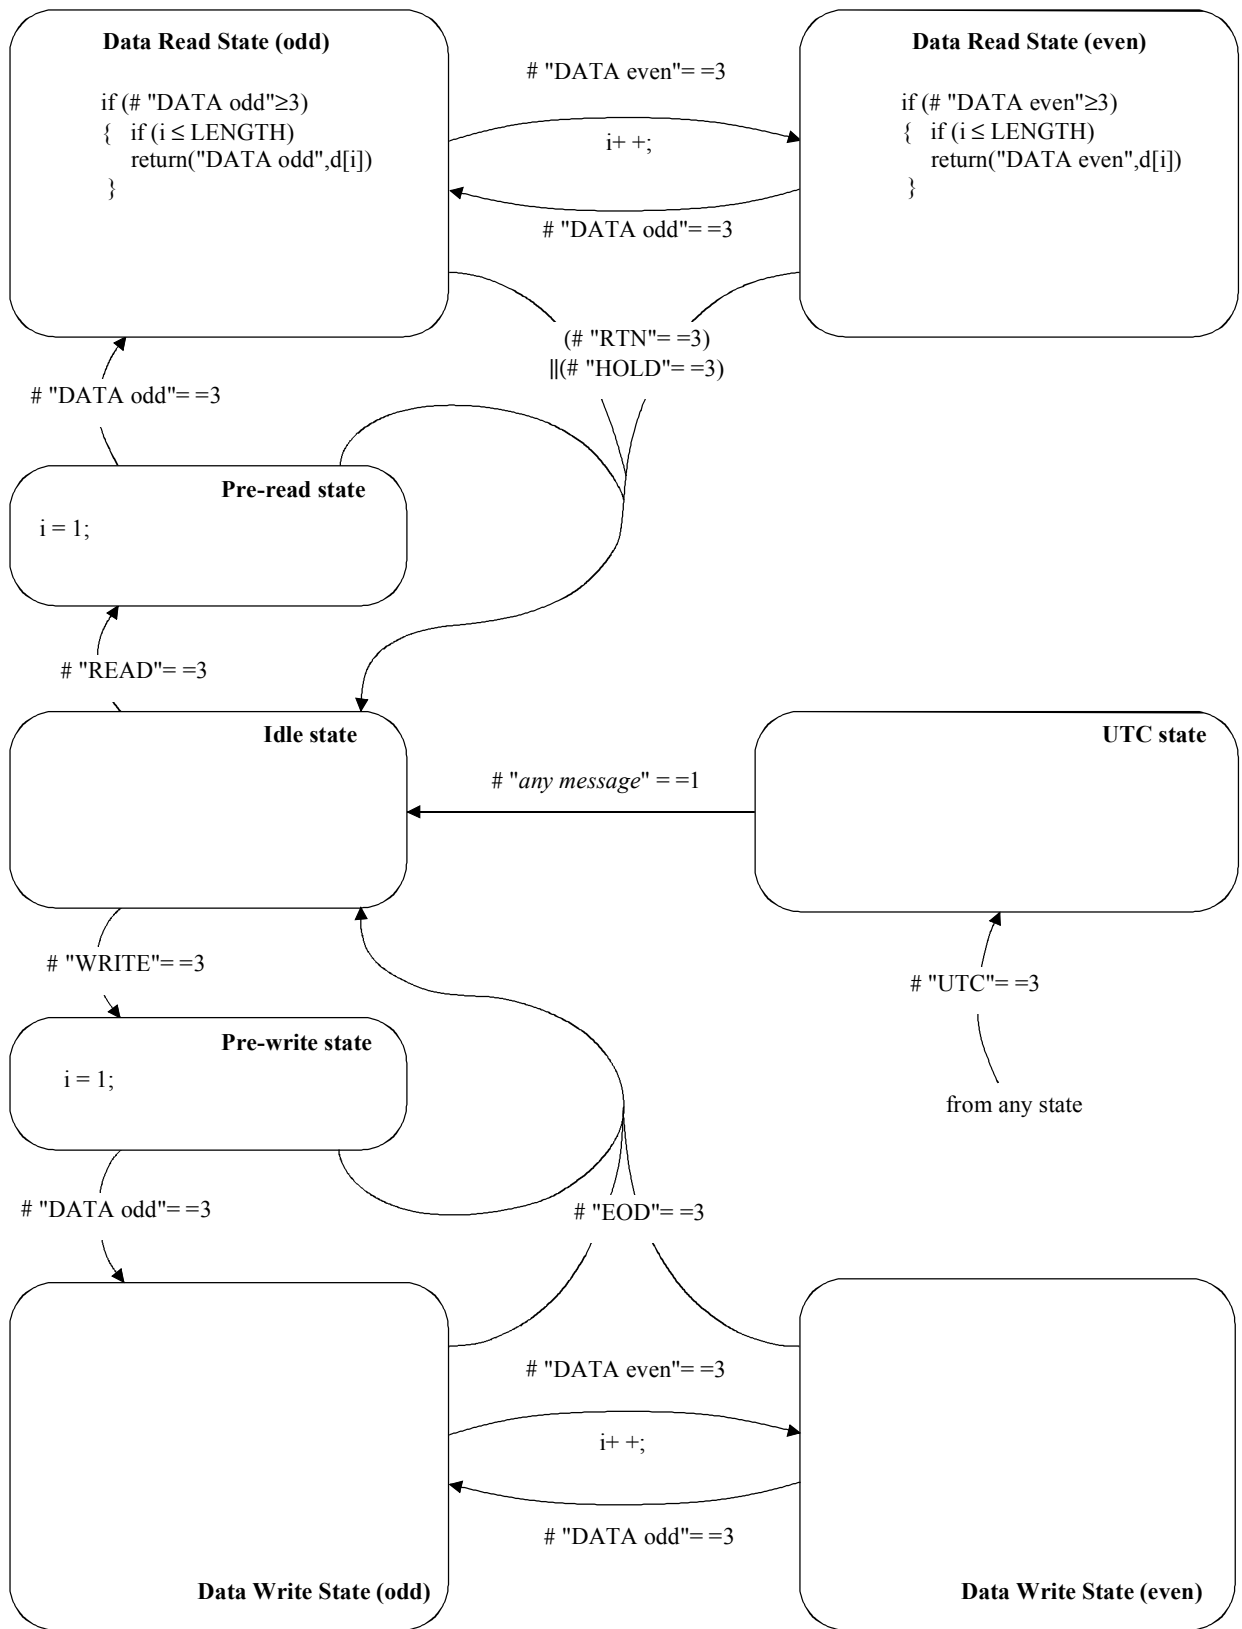 Data Read State (odd)
if (# "DATA odd"≥3)
{ if (i ≤ LENGTH)
return("DATA odd",d[i])
}
# "DATA even"= =3
i+ +;
# "DATA odd"= =3
Data Read State (even)
if (# "DATA even"≥3)
{ if (i ≤ LENGTH)
return("DATA even",d[i])
}
(# "RTN"= =3)
||(# "HOLD"= =3)
# "DATA odd"= =3
Pre-read state
i = 1;
# "READ"= =3
Idle state
# "any message" = =1
UTC state
# "WRITE"= =3
# "UTC"= =3
from any state
Pre-write state
i = 1;
# "DATA odd"= =3
# "EOD"= =3
# "DATA even"= =3
i+ +;
# "DATA odd"= =3
Data Write State (odd)
Data Write State (even)